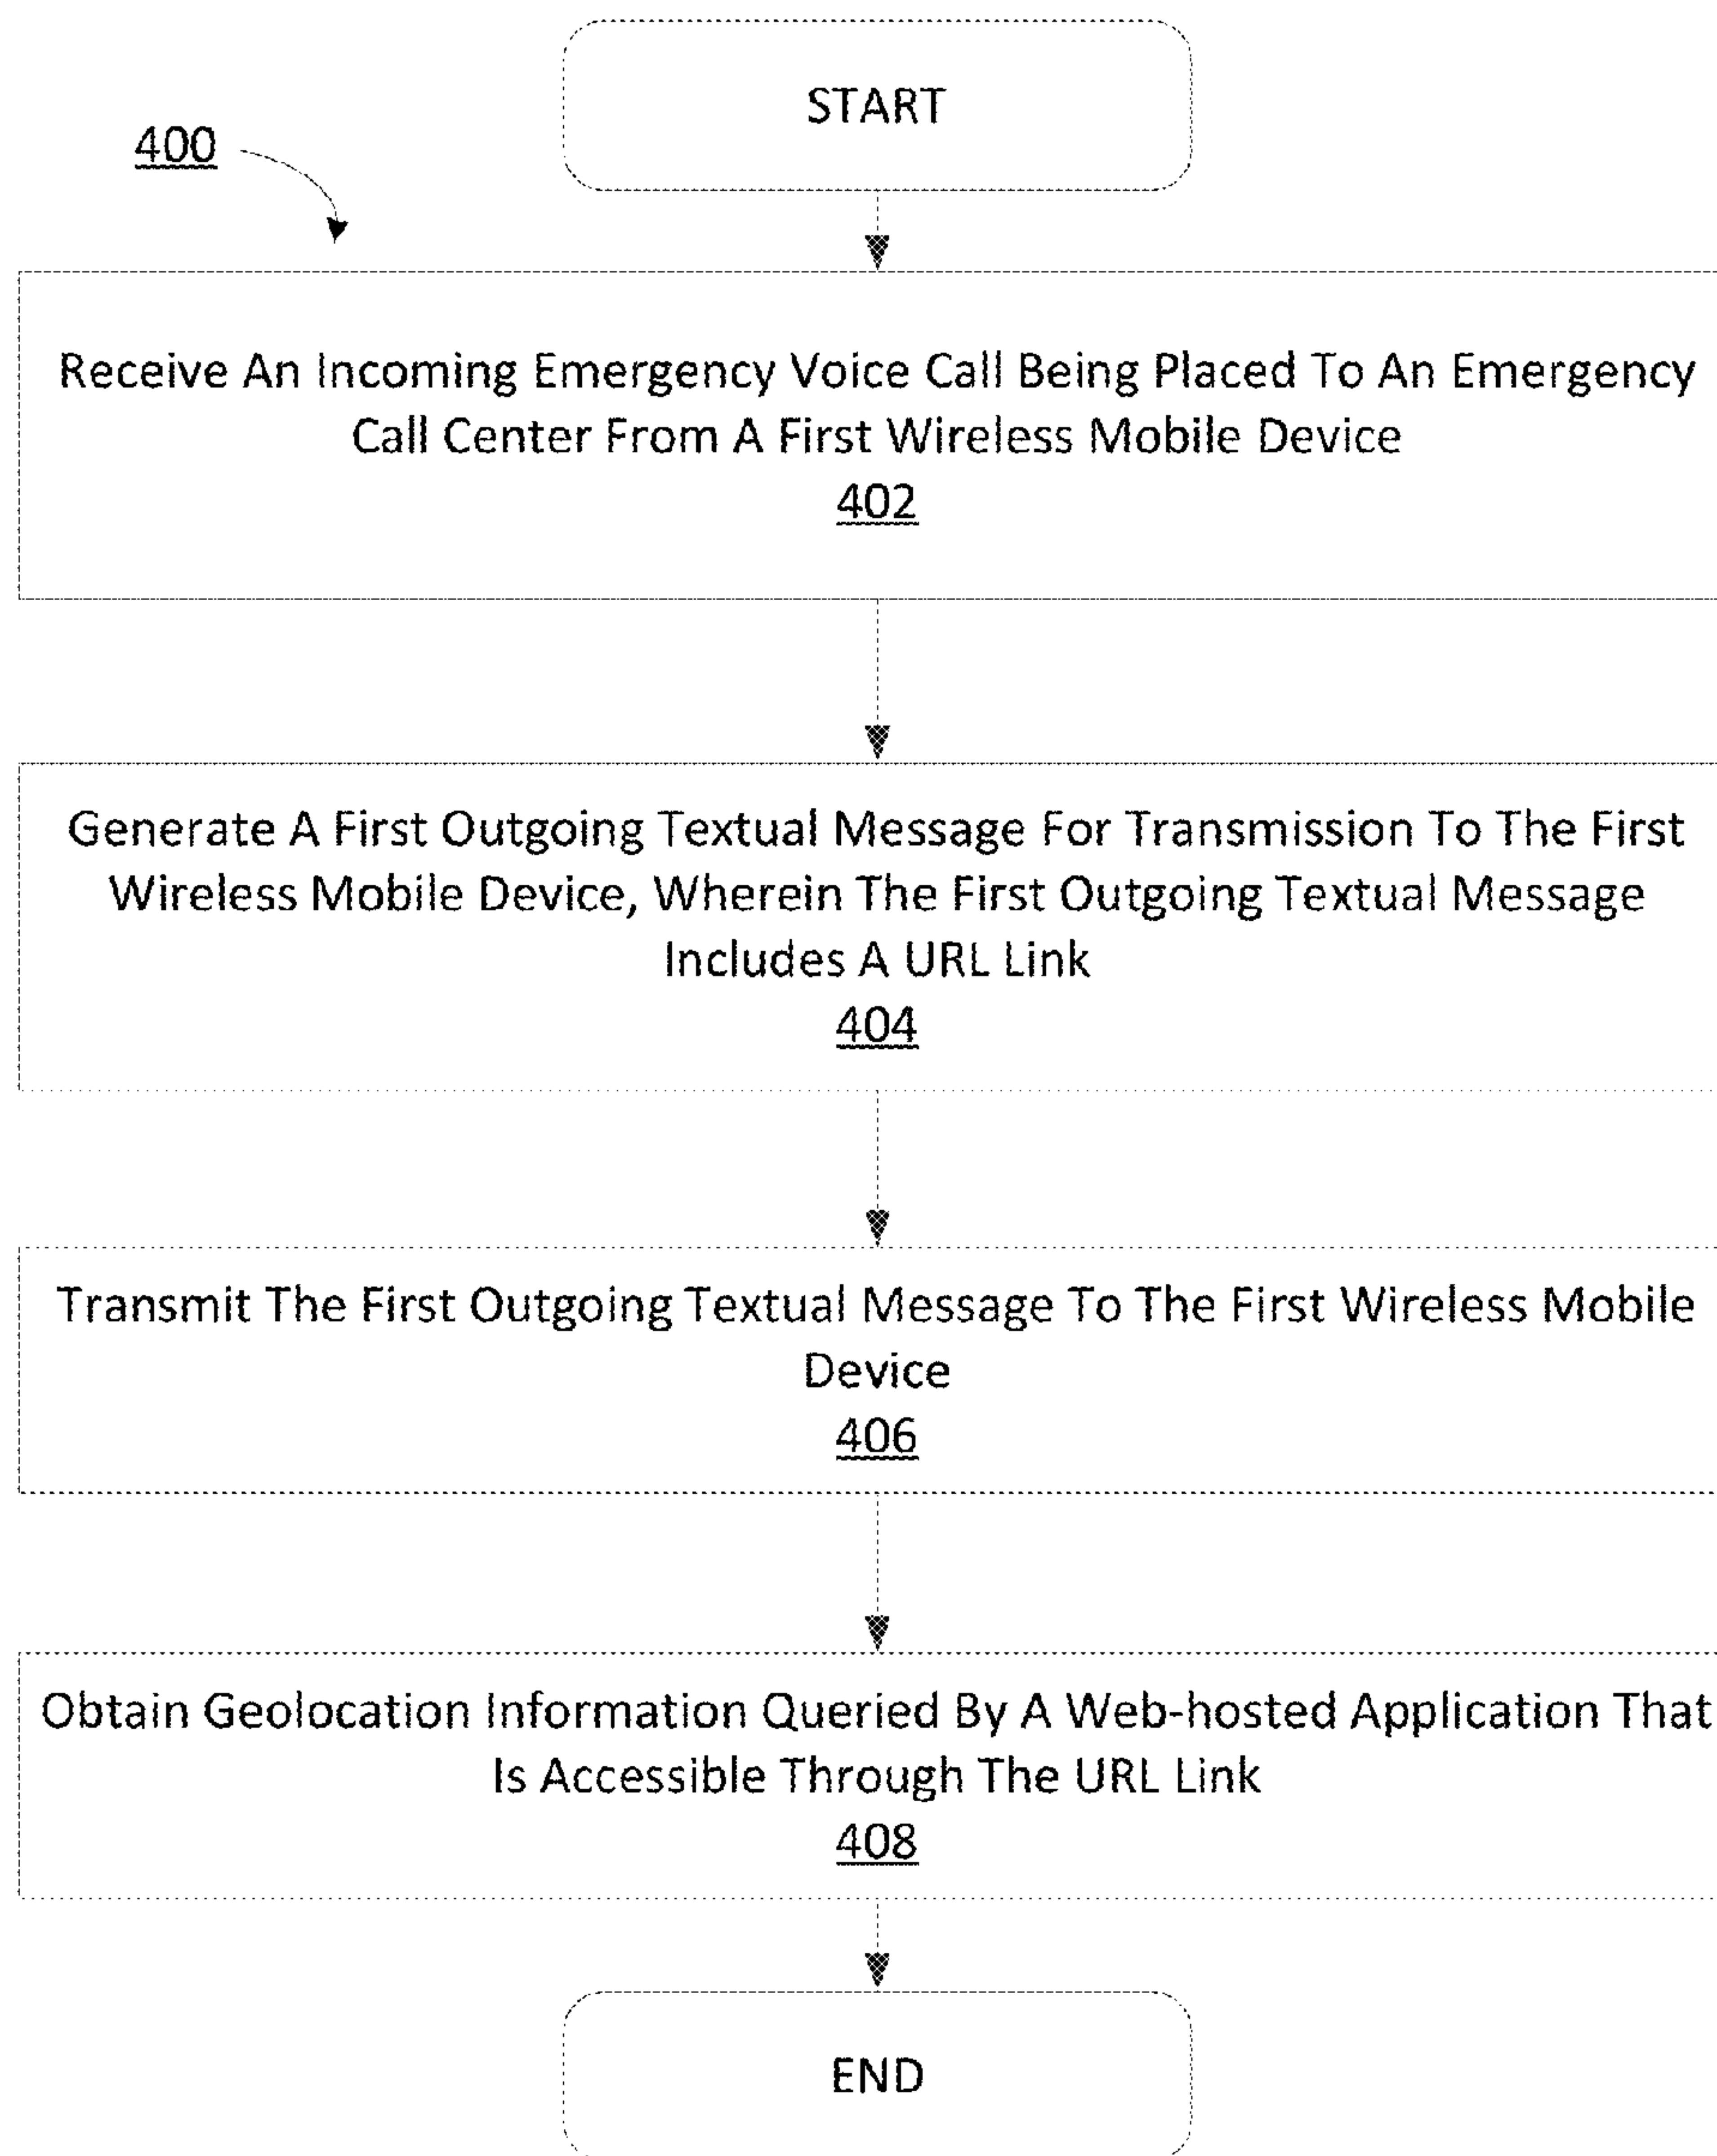 START
400
Receive An Incoming Emergency Voice Call Being Placed To An Emergency
Call Center From A First Wireless Mobile Device
402
Generate A First Outgoing Textual Message For Transmission To The First
Wireless Mobile Device, Wherein The First Outgoing Textual Message
Includes A URL Link
404
Transmit The First Outgoing Textual Message To The First Wireless Mobile
Device
406
Obtain Geolocation Information Queried By A Web-hosted Application That
Is Accessible Through The URL Link
408
END